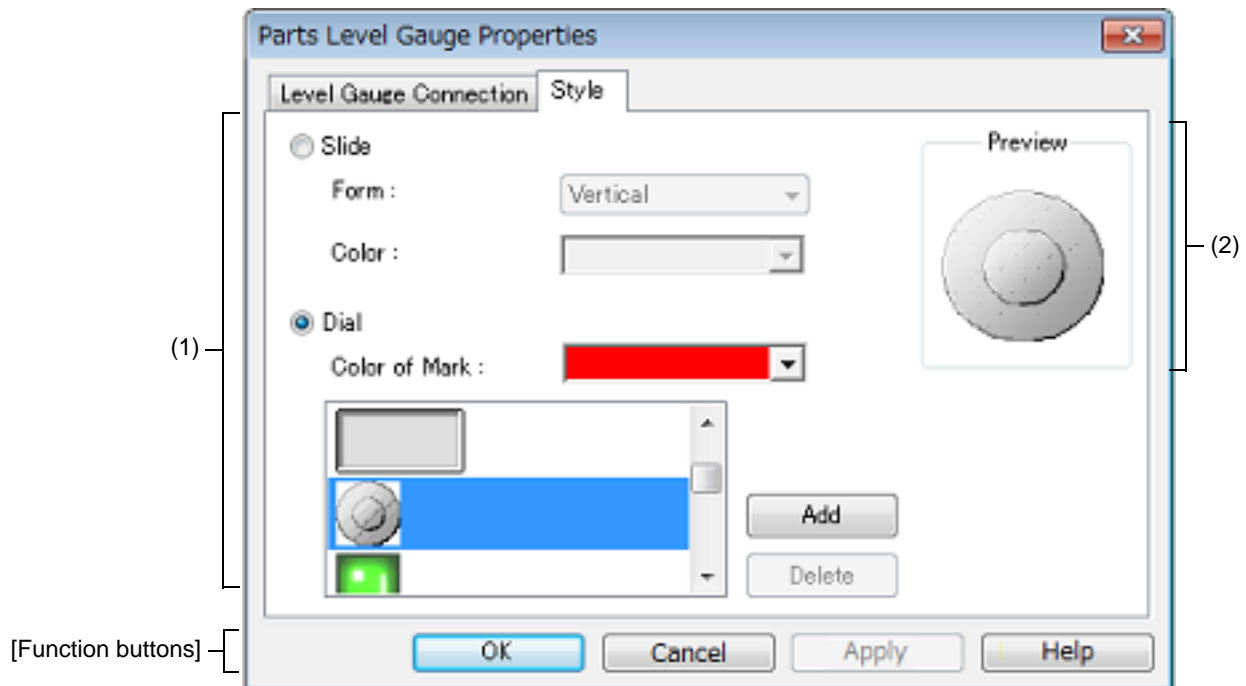 Parts Level Gauge Properties
Level Gauge Connection
Style
Slide
Preview
Form :
Vertical
Color :
(2)
Dial
(1)
Color of Mark :
Add
Delete
[Function buttons]
OK
Cancel
Apply
Help